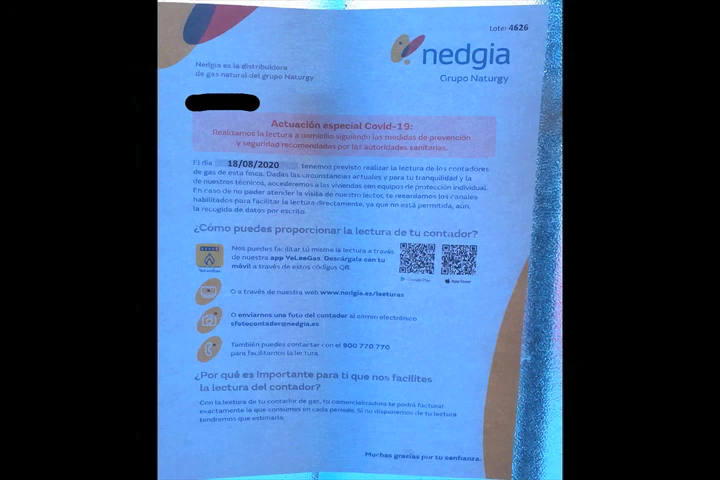 Lote: 4626
nedgia
Grupo Naturgy
Nedgia es la distribuidora
de gas natural del grupo Naturgy
Actuación especial Covid-19:
Realizamos la lectura a domicilio siguiendo las medidas de prevención
y seguridad recomendadas por las autoridades sanitarias.
El día 18/08/2020 tenemos previsto realizar la lectura de los contadores
de gas de esta finca. Dadas las circunstancias actuales y para tu tranquilidad y la
de nuestros técnicos, accederemos a las viviendas con equipos de protección individual.
En caso de no poder atender la visita de nuestro lector, te recordamos los canales
habilitados para facilitar la lectura directamente, ya que no está permitida, aún,
la recogida de datos por escrito.
¿Cómo puedes proporcionar la lectura de tu contador?
Nos puedes facilitar tú mismo la lectura a través
de nuestra app YoLeoGas. Descárgala con tu
móvil a través de estos códigos QR.
YoLeoGas
Google Play
App Store
O a través de nuestra web www.nedgia.es/lecturas
O enviarnos una foto del contador al correo electrónico
sfotocontador@nedgia.es
También puedes contactar con el 900 770 770
para facilitarnos la lectura.
¿Por qué es importante para ti que nos facilites
la lectura del contador?
Con la lectura de tu contador de gas, tu comercializadora te podrá facturar
exactamente lo que consumes en cada periodo. Si no disponemos de tu lectura
tendremos que estimarla.
Muchas gracias por tu confianza.